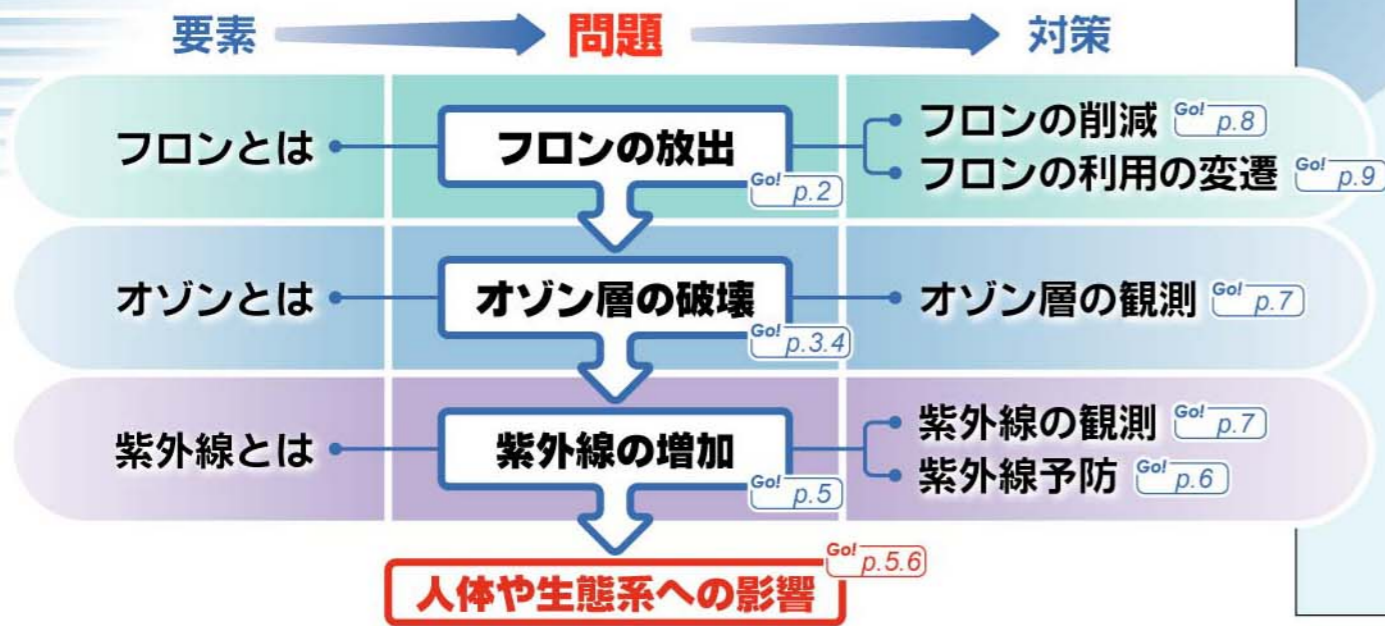 要素 問題 対策
フロンとは フロンの放出 Go! p.2
フロンの削減 Go! p.8
フロンの利用の変遷 Go! p.9
オゾンとは オゾン層の破壊 Go! p.3.4
オゾン層の観測 Go! p.7
紫外線とは 紫外線の増加 Go! p.5
紫外線の観測 Go! p.7
紫外線予防 Go! p.6
人体や生態系への影響 Go! p.5.6